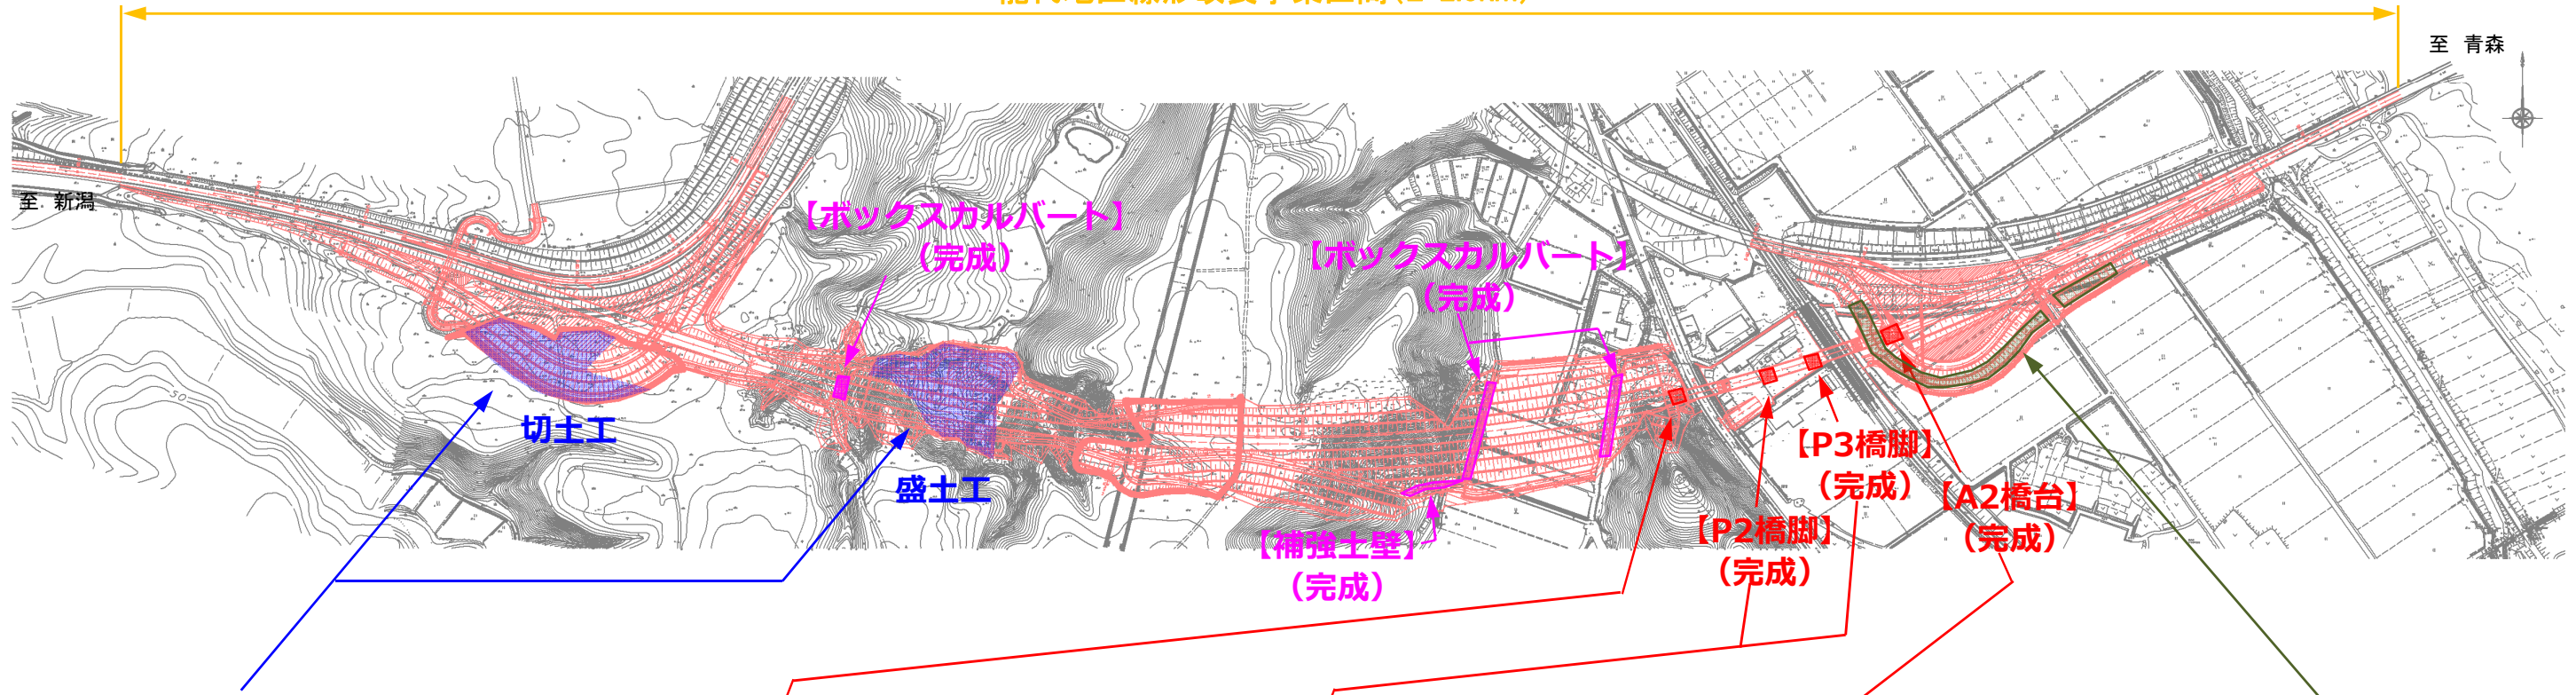 至 青森
至 新潟
【ボックスカルバート】
（完成）
【ボックスカルバート】
（完成）
切土工
盛土工
【補強土壁】
（完成）
【P2橋脚】
（完成）
【P3橋脚】
（完成）
【A2橋台】
（完成）
50